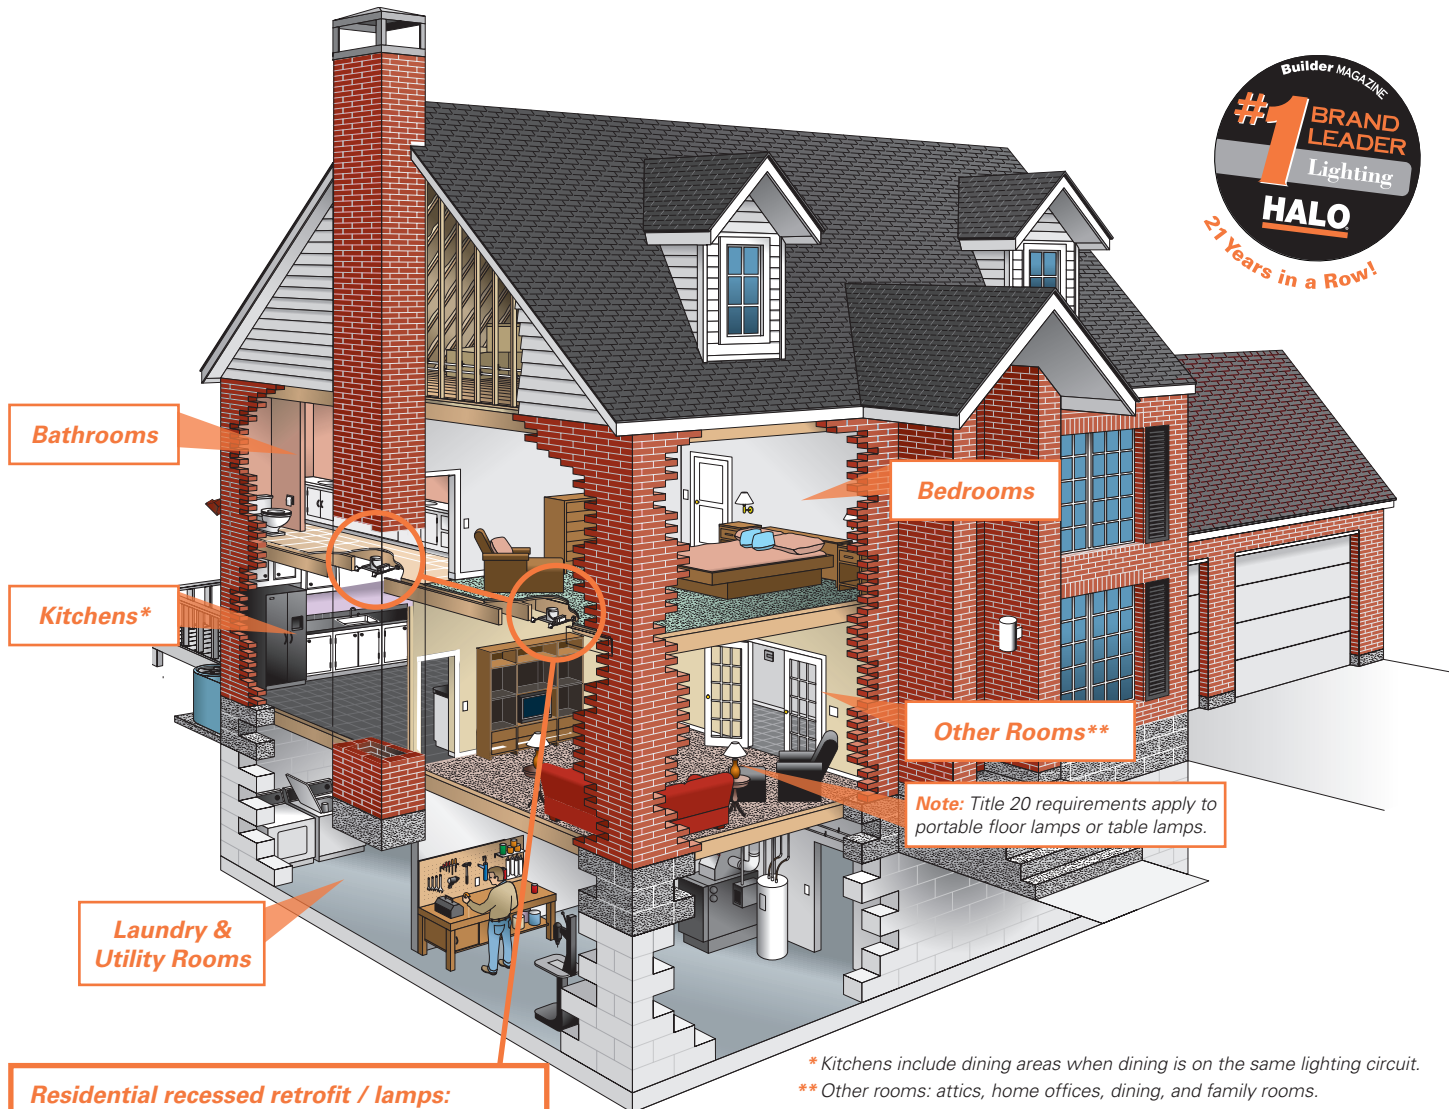 Builder MAGAZINE
#1 BRAND
LEADER
Lighting
HALO
21 Years in a Row!
Bathrooms
Bedrooms
Kitchens*
Other Rooms**
Note: Title 20 requirements apply to
portable floor lamps or table lamps.
Laundry &
Utility Rooms
* Kitchens include dining areas when dining is on the same lighting circuit.
** Other rooms: attics, home offices, dining, and family rooms.
Residential recessed retrofit / lamps: